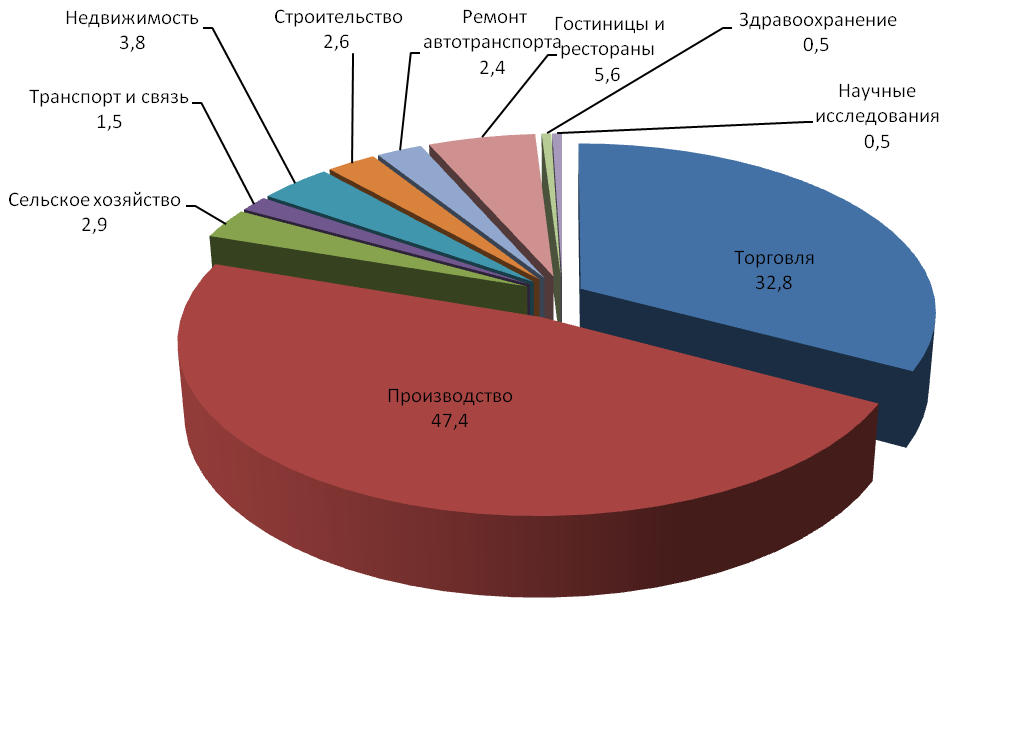 Недвижимость
3,8
Строительство
2,6
Ремонт
автотранспорта
2,4
Гостиницы и
рестораны
5,6
Здравоохранение
0,5
Научные
исследования
0,5
Транспорт и связь
1,5
Сельское хозяйство
2,9
Торговля
32,8
Производство
47,4